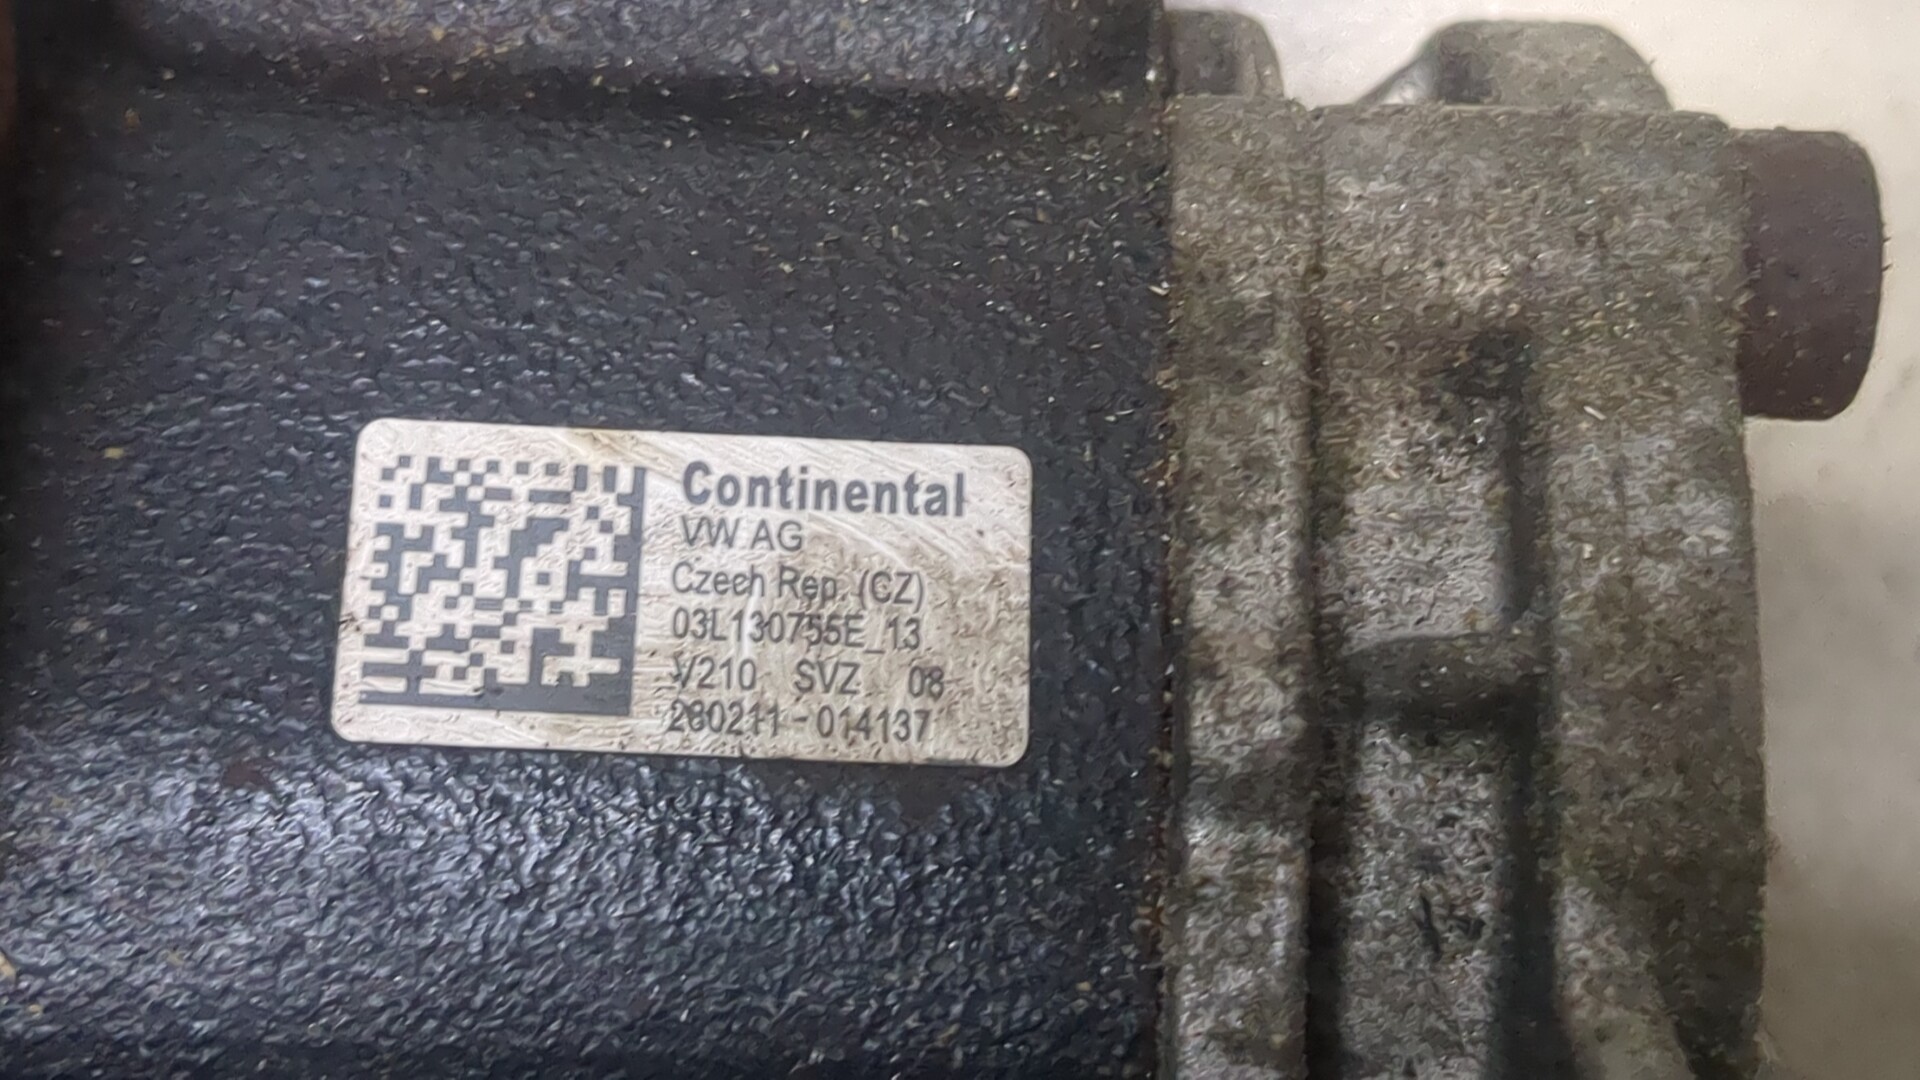 Continental
VW AG
Czech Rep. (CZ)
03L130755E_13
V210 SVZ 08
280211-014137